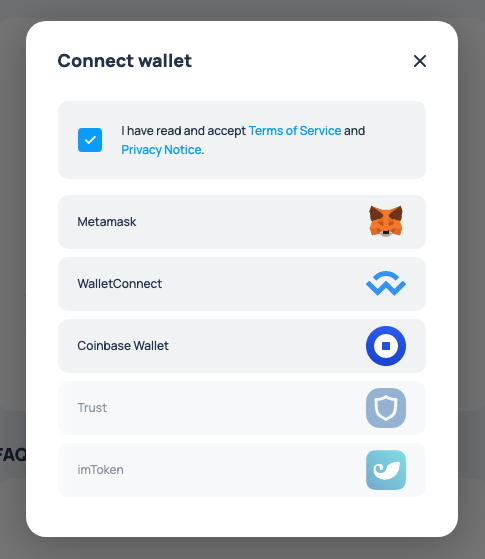 Connect wallet
I have read and accept Terms of Service and
Privacy Notice.
Metamask
WalletConnect
Coinbase Wallet
Trust
FAQ
imToken